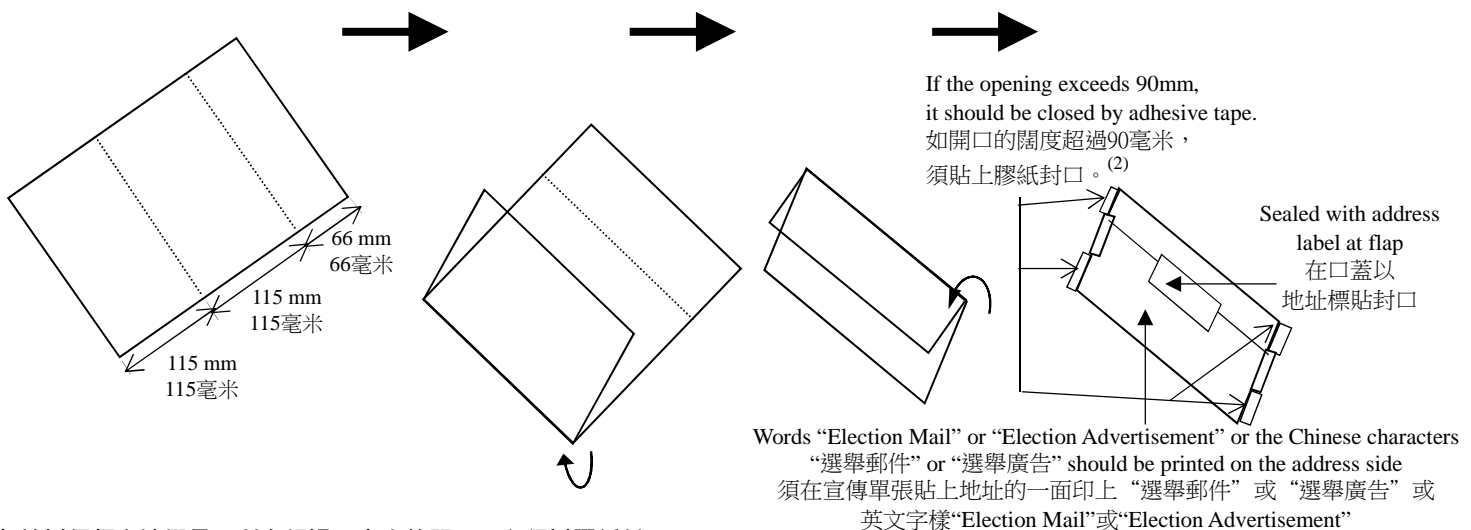 If the opening exceeds 90mm,
it should be closed by adhesive tape.
如開口的闊度超過90毫米，
須貼上膠紙封口。(2)
Sealed with address
label at flap
在口蓋以
地址標貼封口
66 mm
66毫米
115 mm
115毫米
115 mm
115毫米
Words “Election Mail” or “Election Advertisement” or the Chinese characters
“選舉郵件” or “選舉廣告” should be printed on the address side
須在宣傳單張貼上地址的一面印上“選舉郵件”或“選舉廣告”或
英文字樣“Election Mail”或“Election Advertisement”